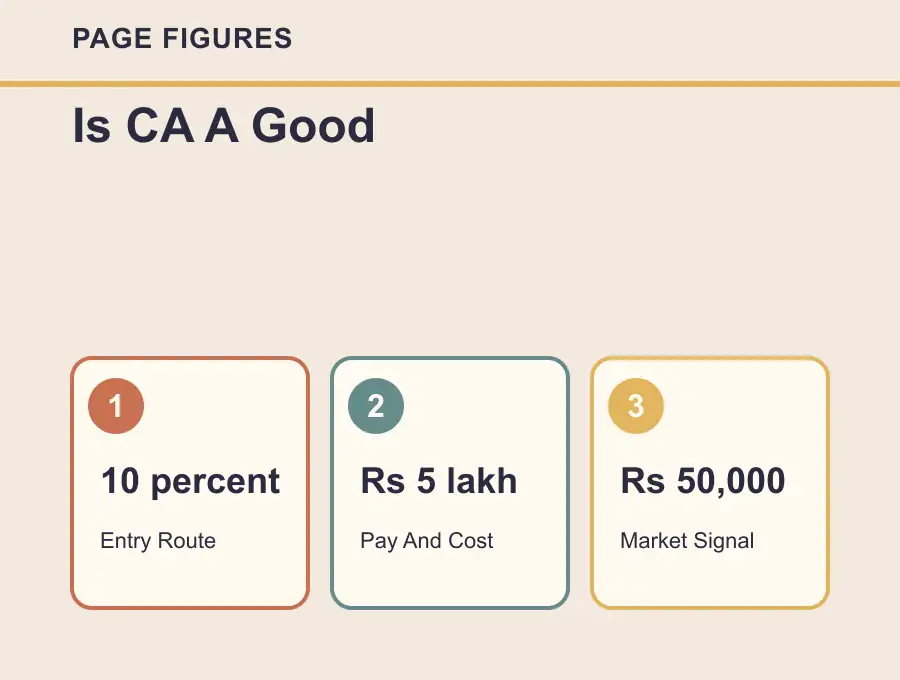 PAGE FIGURES
Is CA A Good
1
10 percent
Entry Route
2
Rs 5 lakh
Pay And Cost
3
Rs 50,000
Market Signal